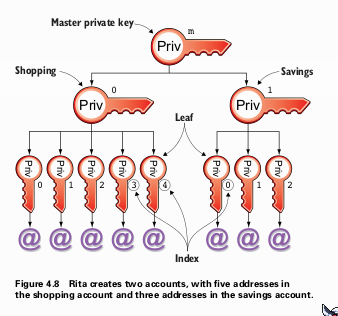 Master private key
m
Priv
Shopping
Savings
0
1
Priv
Priv
Leaf
Priv Priv Priv Priv Priv Priv Priv Priv
0 1 2 3 4 0 1 2
@ @ @ @ @ @ @ @
Index
Figure 4.8 Rita creates two accounts, with five addresses in
the shopping account and three addresses in the savings account.